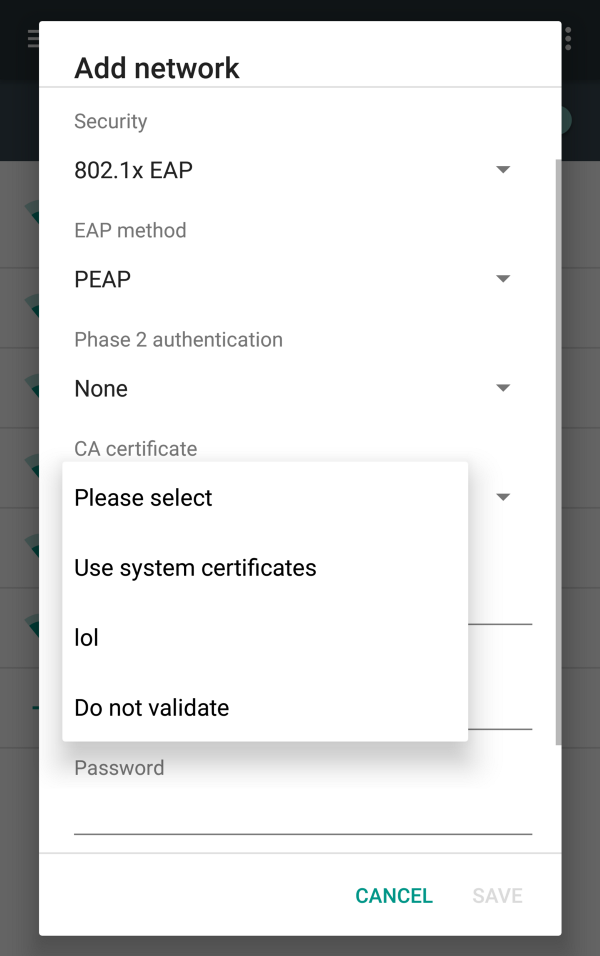 Add network
Security
802.1x EAP
EAP method
PEAP
Phase 2 authentication
None
CA certificate
Please select
Use system certificates
lol
Do not validate
Password
CANCEL SAVE